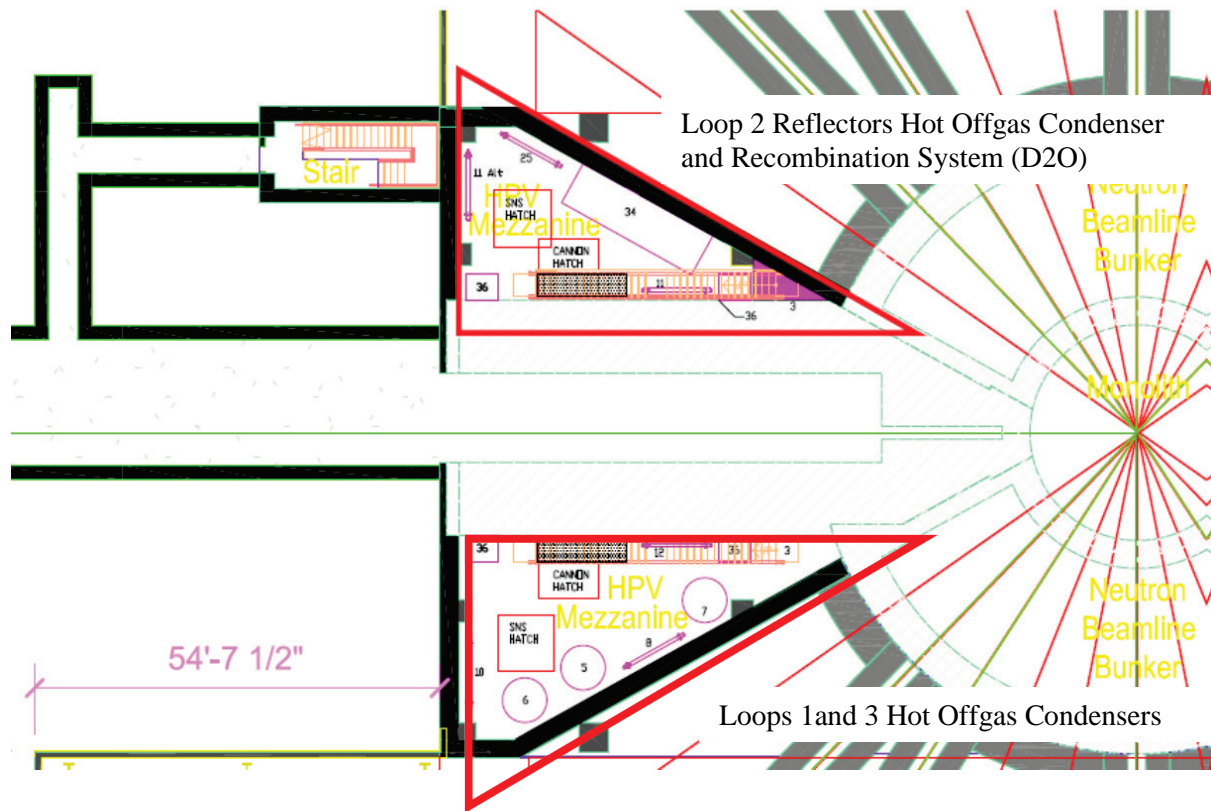 Loop 2 Reflectors Hot Offgas Condenser
and Recombination System (D2O)
Stair
25
11 Alt
HPV
Mezzanine
SNS
HATCH
34
CANNON
HATCH
36
11
36
3
Neutron
Beamline
Bunker
Monolith
36
12
35
3
CANNON
HATCH
HPV
Mezzanine
7
SNS
HATCH
8
10
5
6
Neutron
Beamline
Bunker
54'-7 1/2"
Loops 1and 3 Hot Offgas Condensers